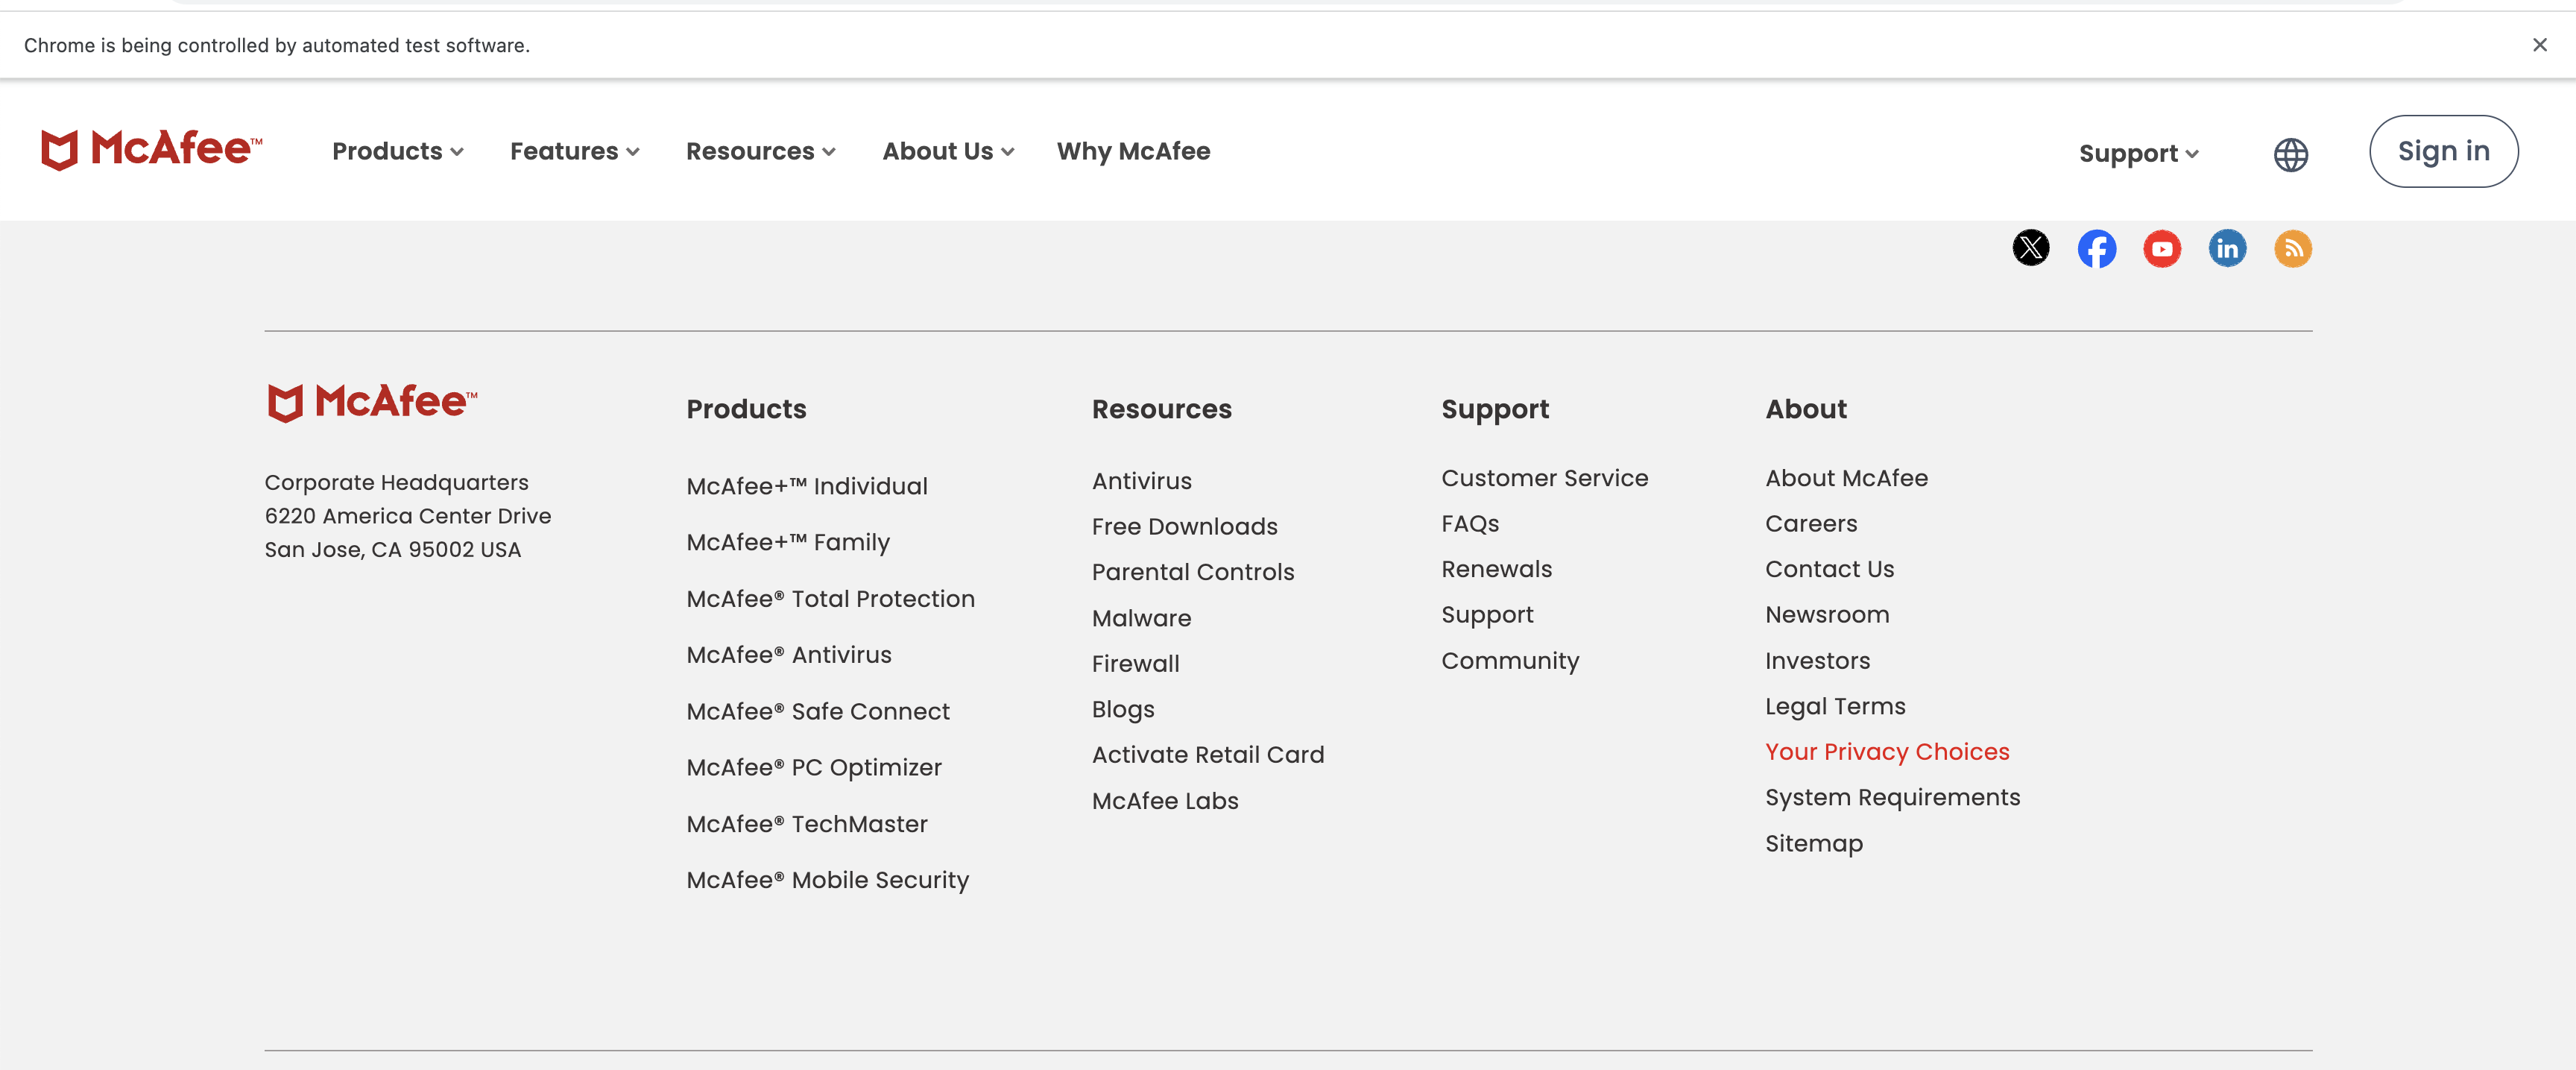 Chrome is being controlled by automated test software.
McAfee™
Products
Features
Resources
About Us
Why McAfee
Support
Sign in
McAfee™
Corporate Headquarters
6220 America Center Drive
San Jose, CA 95002 USA
Products
McAfee+™ Individual
McAfee+™ Family
McAfee® Total Protection
McAfee® Antivirus
McAfee® Safe Connect
McAfee® PC Optimizer
McAfee® TechMaster
McAfee® Mobile Security
Resources
Antivirus
Free Downloads
Parental Controls
Malware
Firewall
Blogs
Activate Retail Card
McAfee Labs
Support
Customer Service
FAQs
Renewals
Support
Community
About
About McAfee
Careers
Contact Us
Newsroom
Investors
Legal Terms
Your Privacy Choices
System Requirements
Sitemap